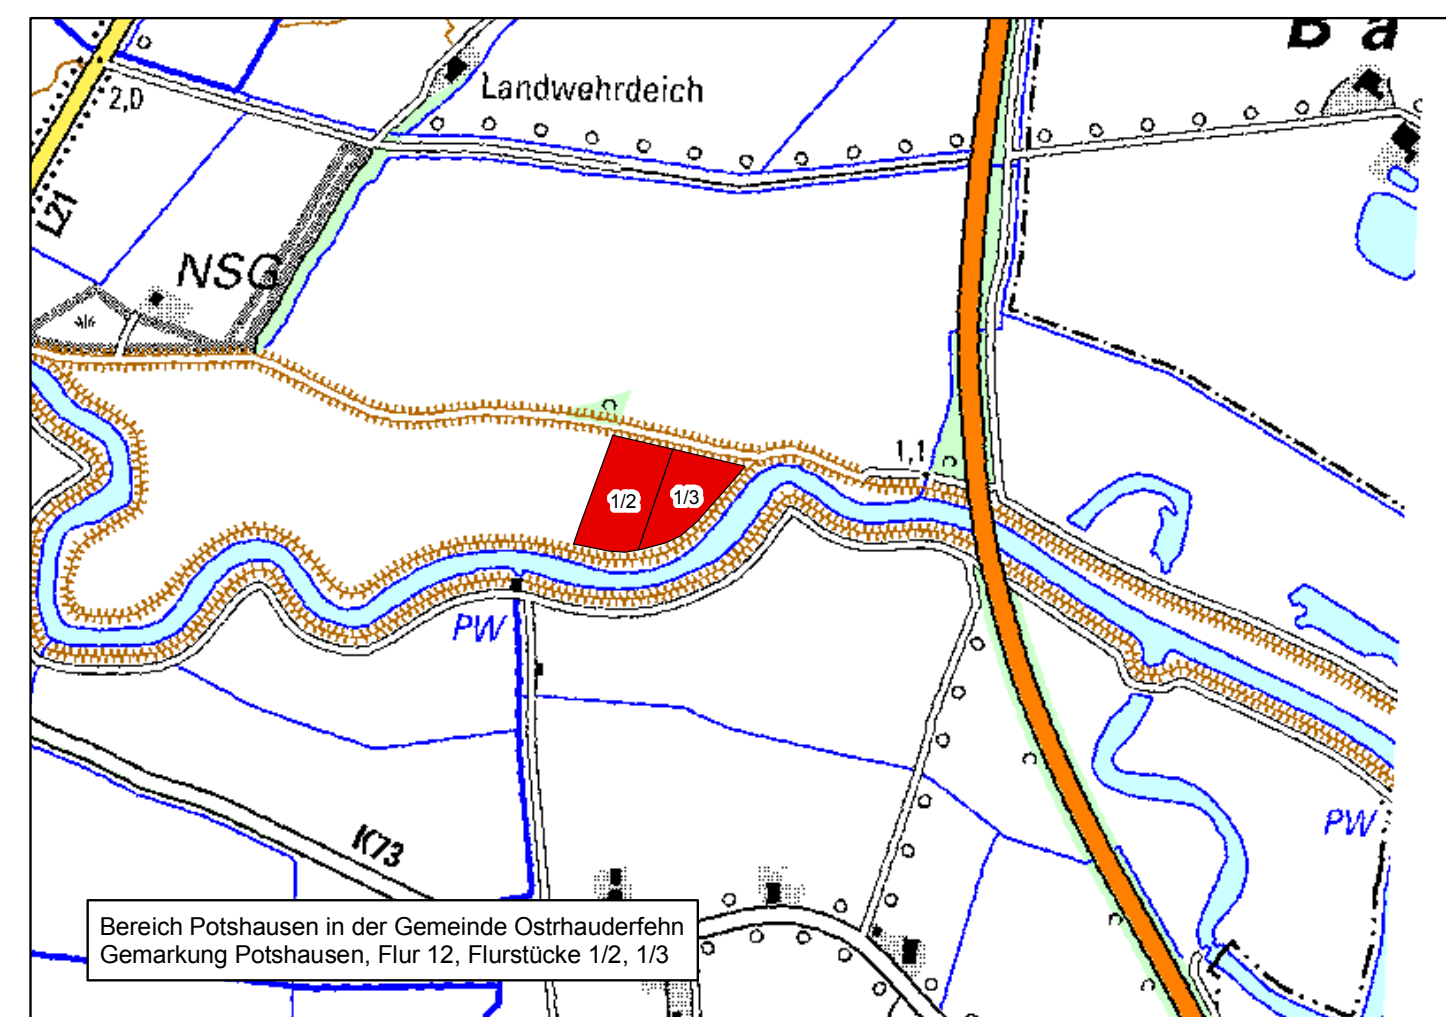 B a
Landwehrdeich
2,0
L21
NSG
1,1
1/2
1/3
PW
PW
K73
Bereich Potshausen in der Gemeinde Ostrhauderfehn
Gemarkung Potshausen, Flur 12, Flurstücke 1/2, 1/3